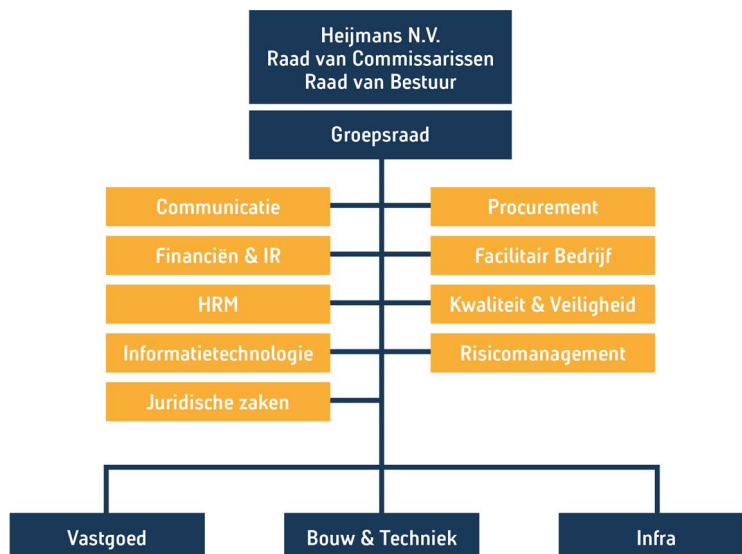 Heijmans N.V.
Raad van Commissarissen
Raad van Bestuur
Groepsraad
Communicatie
Procurement
Financiën & IR
Facilitair Bedrijf
HRM
Kwaliteit & Veiligheid
Informatietechnologie
Risicomanagement
Juridische zaken
Vastgoed
Bouw & Techniek
Infra